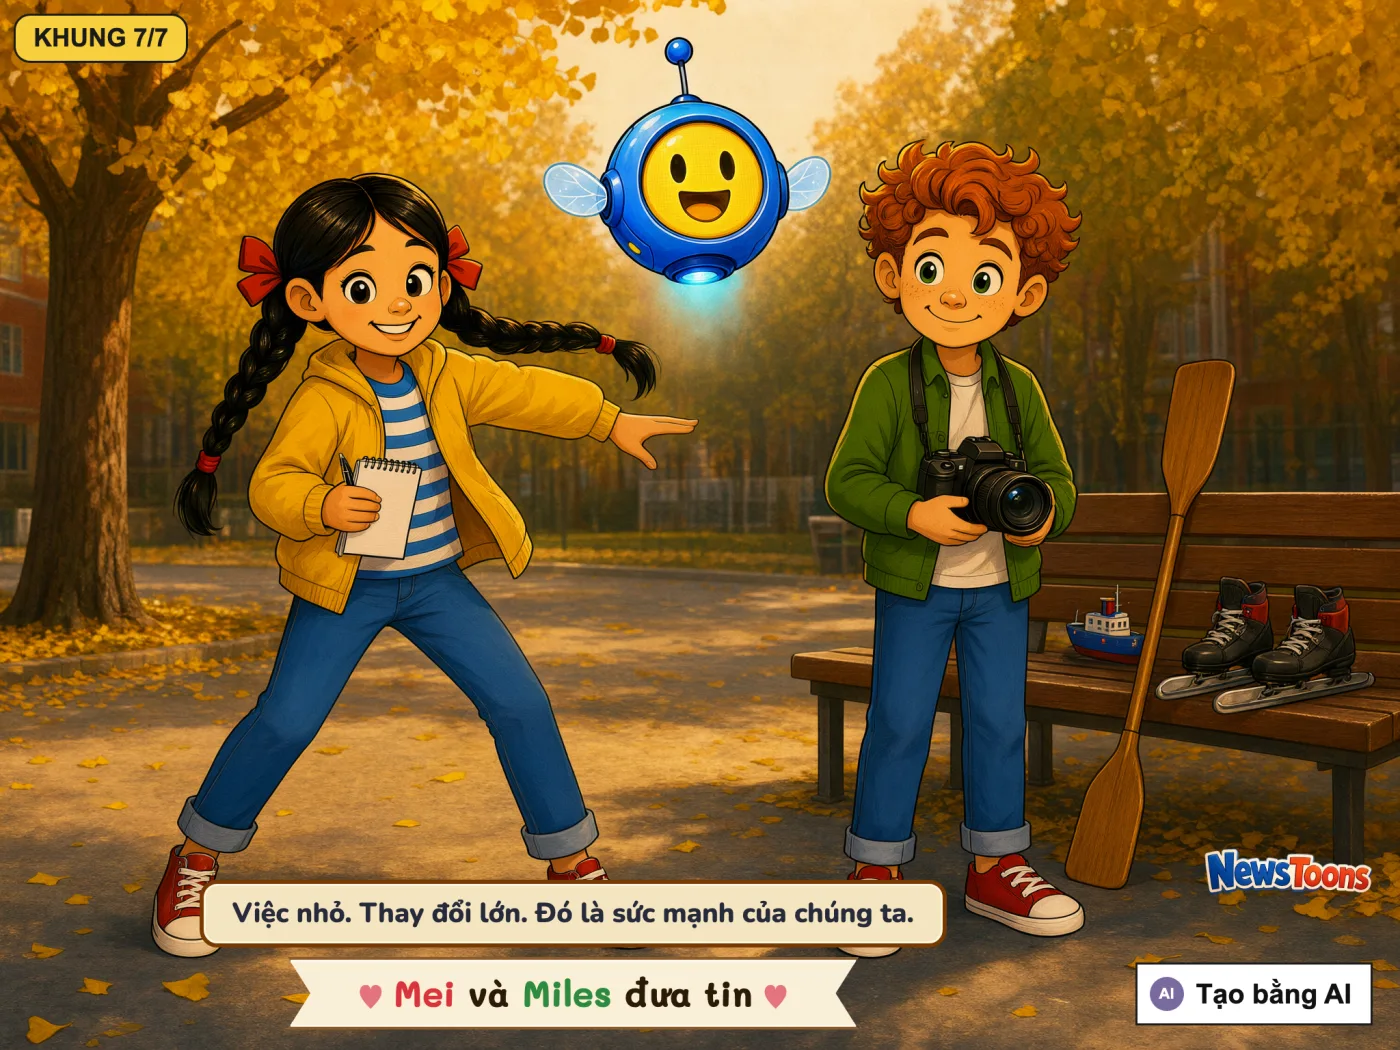 KHUNG 7/7
Việc nhỏ. Thay đổi lớn. Đó là sức mạnh của chúng ta.
Mei và Miles đưa tin
NewsToons
AI Tạo bằng AI